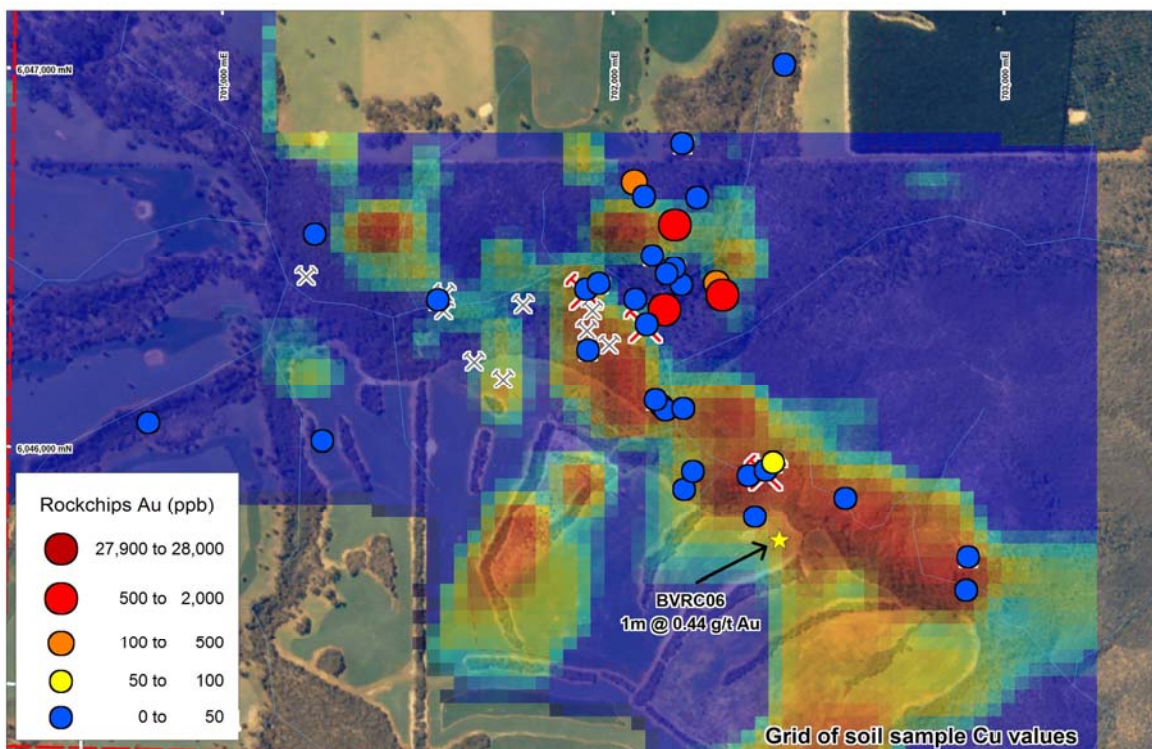 701,000 mE
702,000 mE
703,000 mE
6,047,000 mN
6,046,000 mN
Rockchips Au (ppb)
27,900 to 28,000
500 to 2,000
100 to 500
50 to 100
0 to 50
BVRC06
1m @ 0.44 g/t Au
Grid of soil sample Cu values